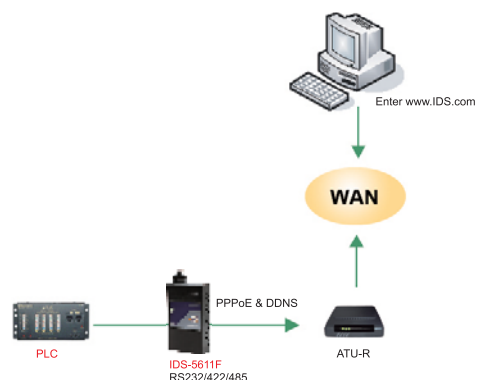 Enter www.IDS.com
WAN
PPPoE & DDNS
PLC
IDS-5611F
RS232/422/485
ATU-R